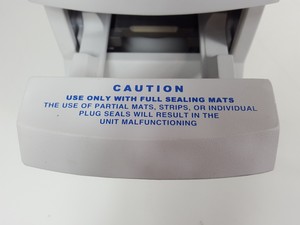 CAUTION
USE ONLY WITH FULL SEALING MATS
THE USE OF PARTIAL MATS, STRIPS, OR INDIVIDUAL
PLUG SEALS WILL RESULT IN THE
UNIT MALFUNCTIONING